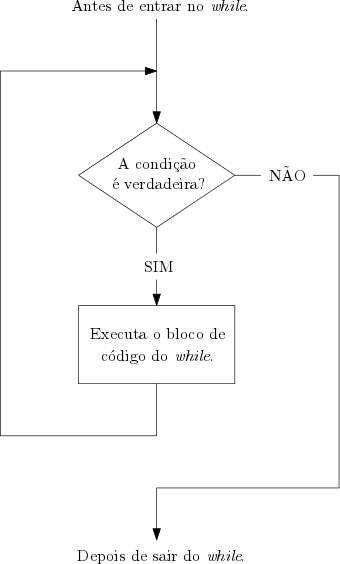 Antes de entrar no while.
A condição
é verdadeira?
NÃO
SIM
Executa o bloco de
código do while.
Depois de sair do while.